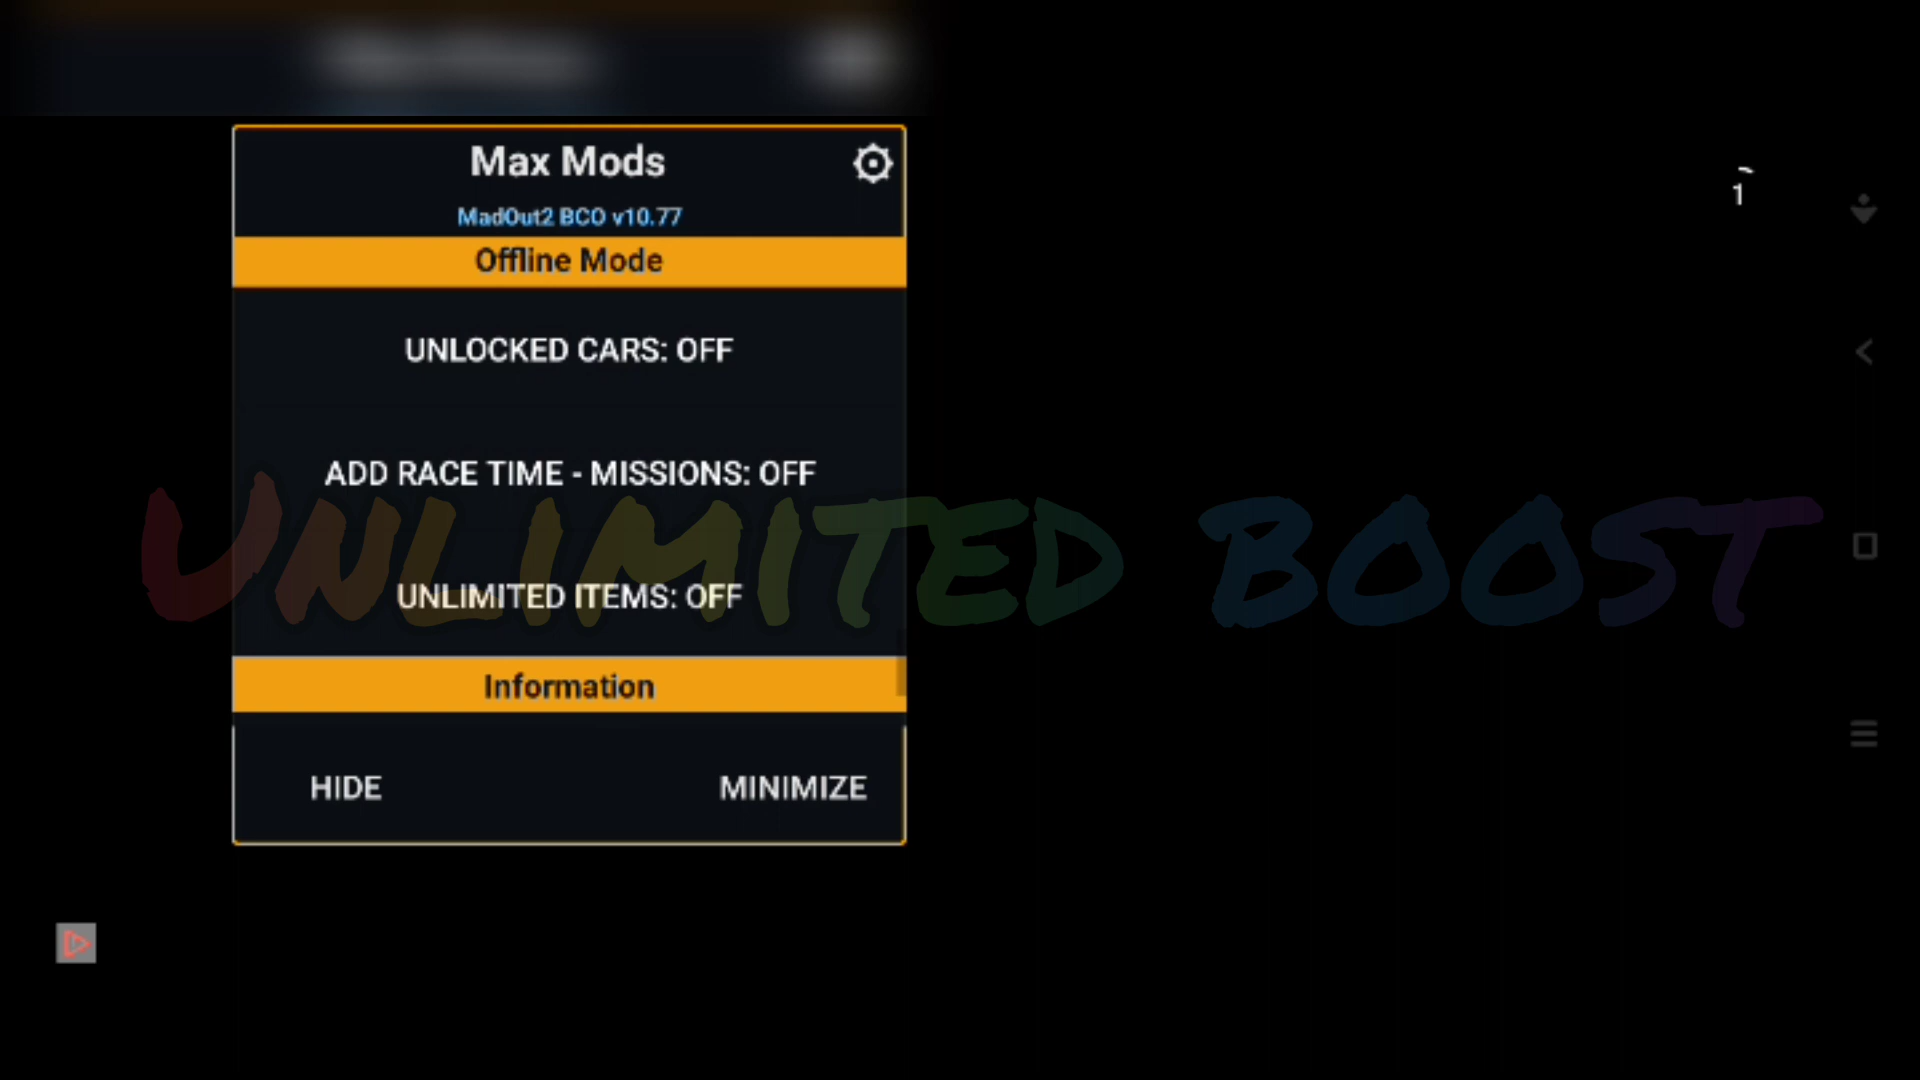 Max Mods
MadOut2 BCO v10.77
Offline Mode
1
UNLOCKED CARS: OFF
ADD RACE TIME - MISSIONS: OFF
UNLIMITED BOOST
UNLIMITED ITEMS: OFF
Information
HIDE
MINIMIZE